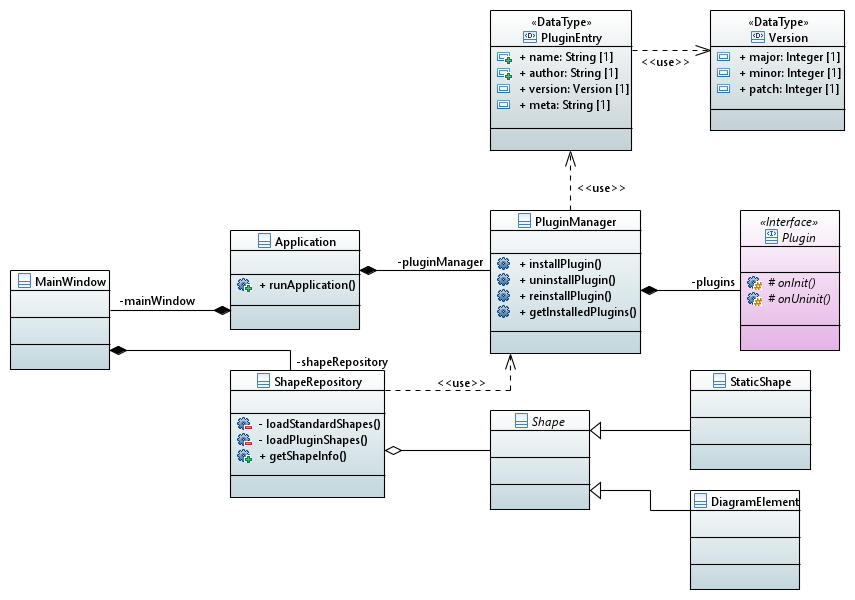 «DataType»
PluginEntry
+ name: String [1]
+ author: String [1]
+ version: Version [1]
+ meta: String [1]
«DataType»
Version
+ major: Integer [1]
+ minor: Integer [1]
+ patch: Integer [1]
<<use>>
<<use>>
PluginManager
+ installPlugin()
+ uninstallPlugin()
+ reinstallPlugin()
+ getInstalledPlugins()
«Interface»
Plugin
# onInit()
# onUninit()
-plugins
Application
+ runApplication()
-pluginManager
MainWindow
-mainWindow
-shapeRepository
ShapeRepository
- loadStandardShapes()
- loadPluginShapes()
+ getShapeInfo()
<<use>>
Shape
StaticShape
DiagramElement